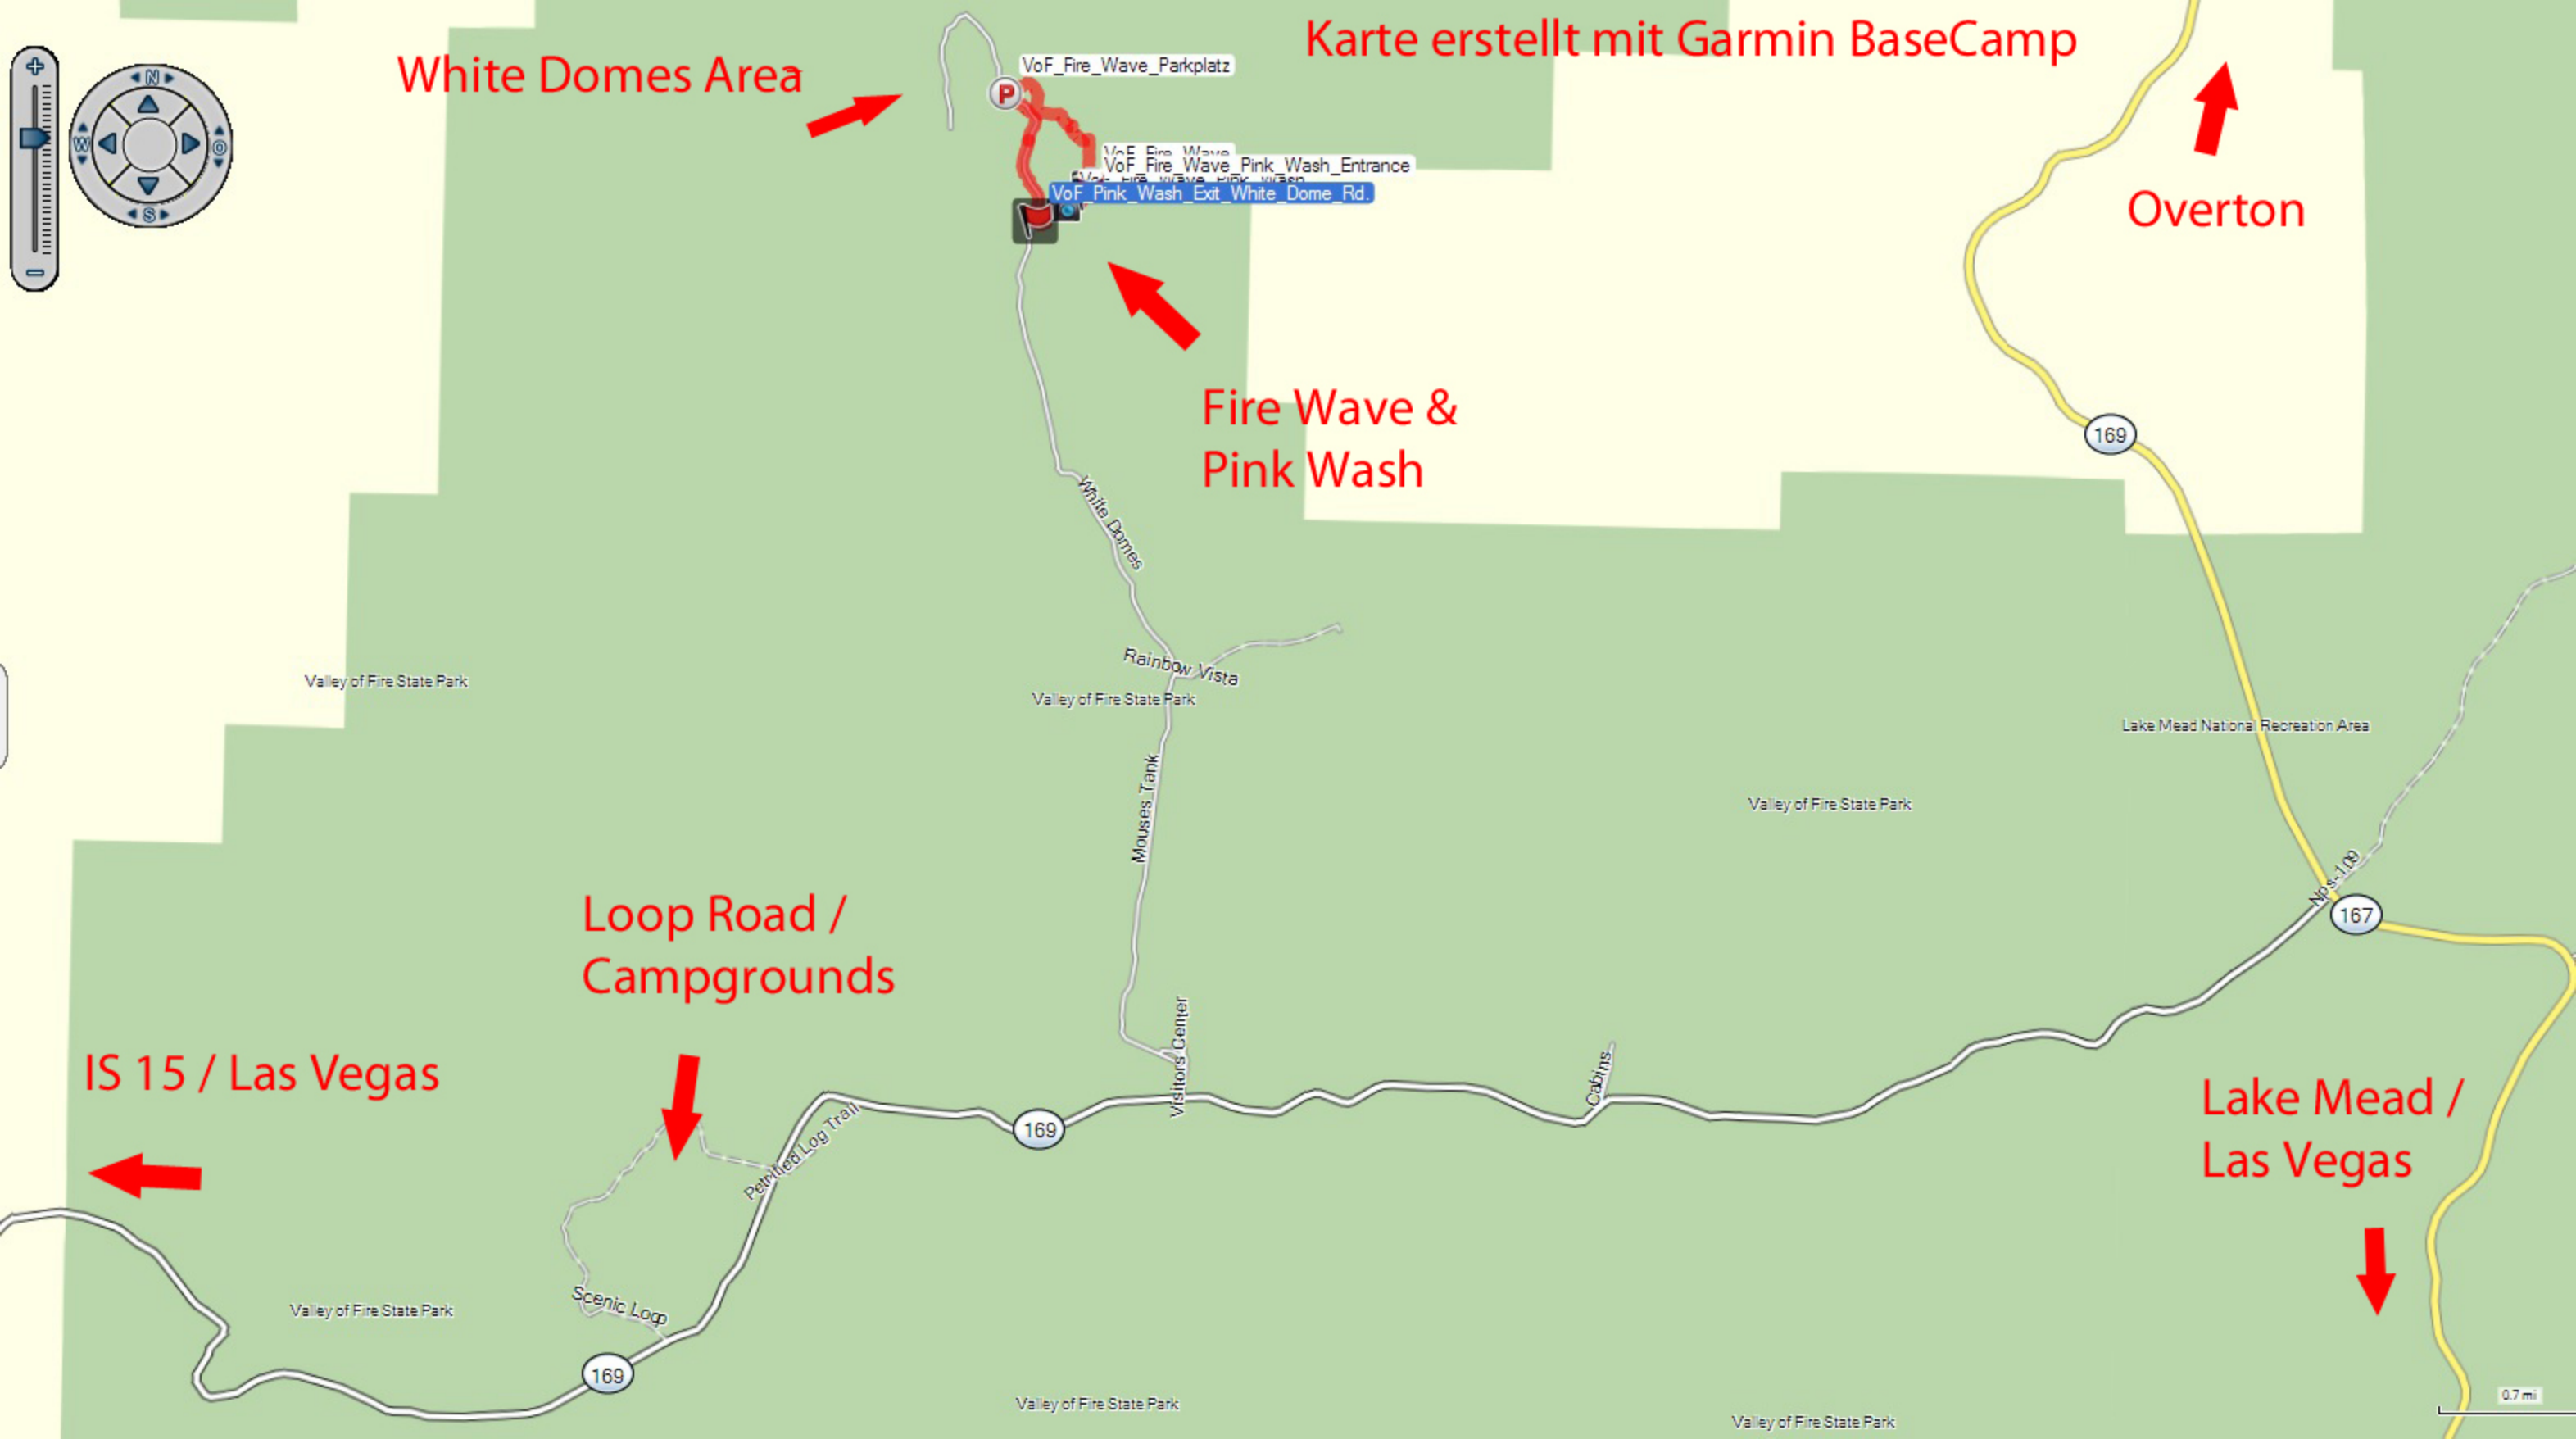 Karte erstellt mit Garmin BaseCamp
White Domes Area
VoF_Fire_Wave_Parkplatz
+
N
W
O
S
P
VoF_Fire_Wave
VoF_Fire_Wave_Pink_Wash_Entrance
VoF_Fire_Wave_Pink_Wash
VoF_Pink_Wash_Exit_White_Dome_Rd.
Overton
Fire Wave &
Pink Wash
169
White Domes
Rainbow Vista
Valley of Fire State Park
Valley of Fire State Park
Lake Mead National Recreation Area
Mouses Tank
Valley of Fire State Park
Nps-109
167
Loop Road /
Campgrounds
Visitors Center
IS 15 / Las Vegas
Cabins
Lake Mead /
Las Vegas
Petrified Log Trail
169
Scenic Loop
Valley of Fire State Park
169
Valley of Fire State Park
Valley of Fire State Park
0.7 mi